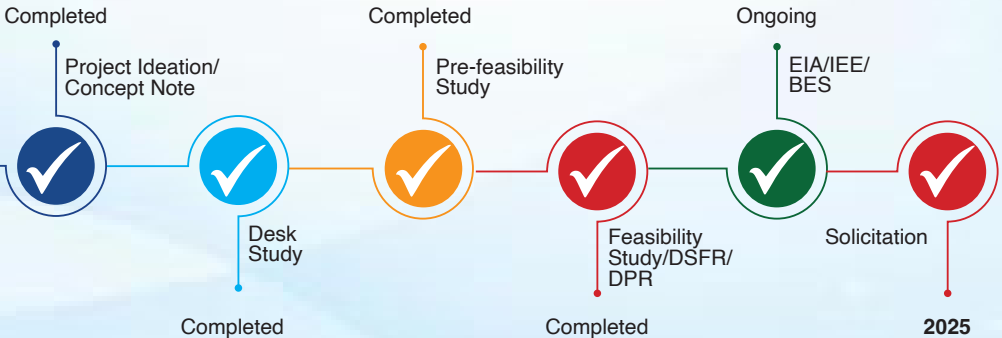 Completed
Project Ideation/
Concept Note
Desk
Study
Completed
Completed
Pre-feasibility
Study
Feasibility
Study/DSFR/
DPR
Completed
Ongoing
EIA/IEE/
BES
Solicitation
2025